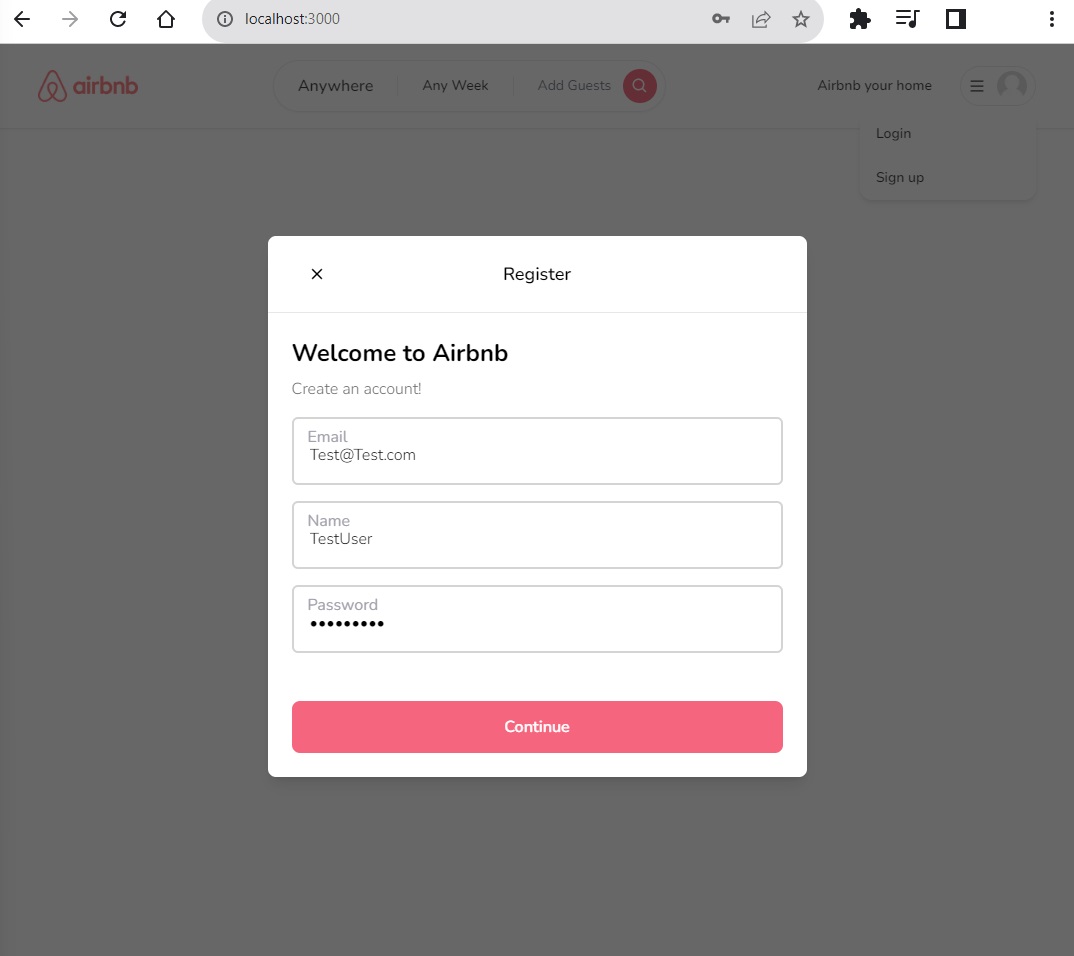 localhost:3000
airbnb
Anywhere
Any Week
Add Guests
Airbnb your home
Login
Sign up
Register
Welcome to Airbnb
Create an account!
Email
Test@Test.com
Name
TestUser
Password
•••••••••
Continue